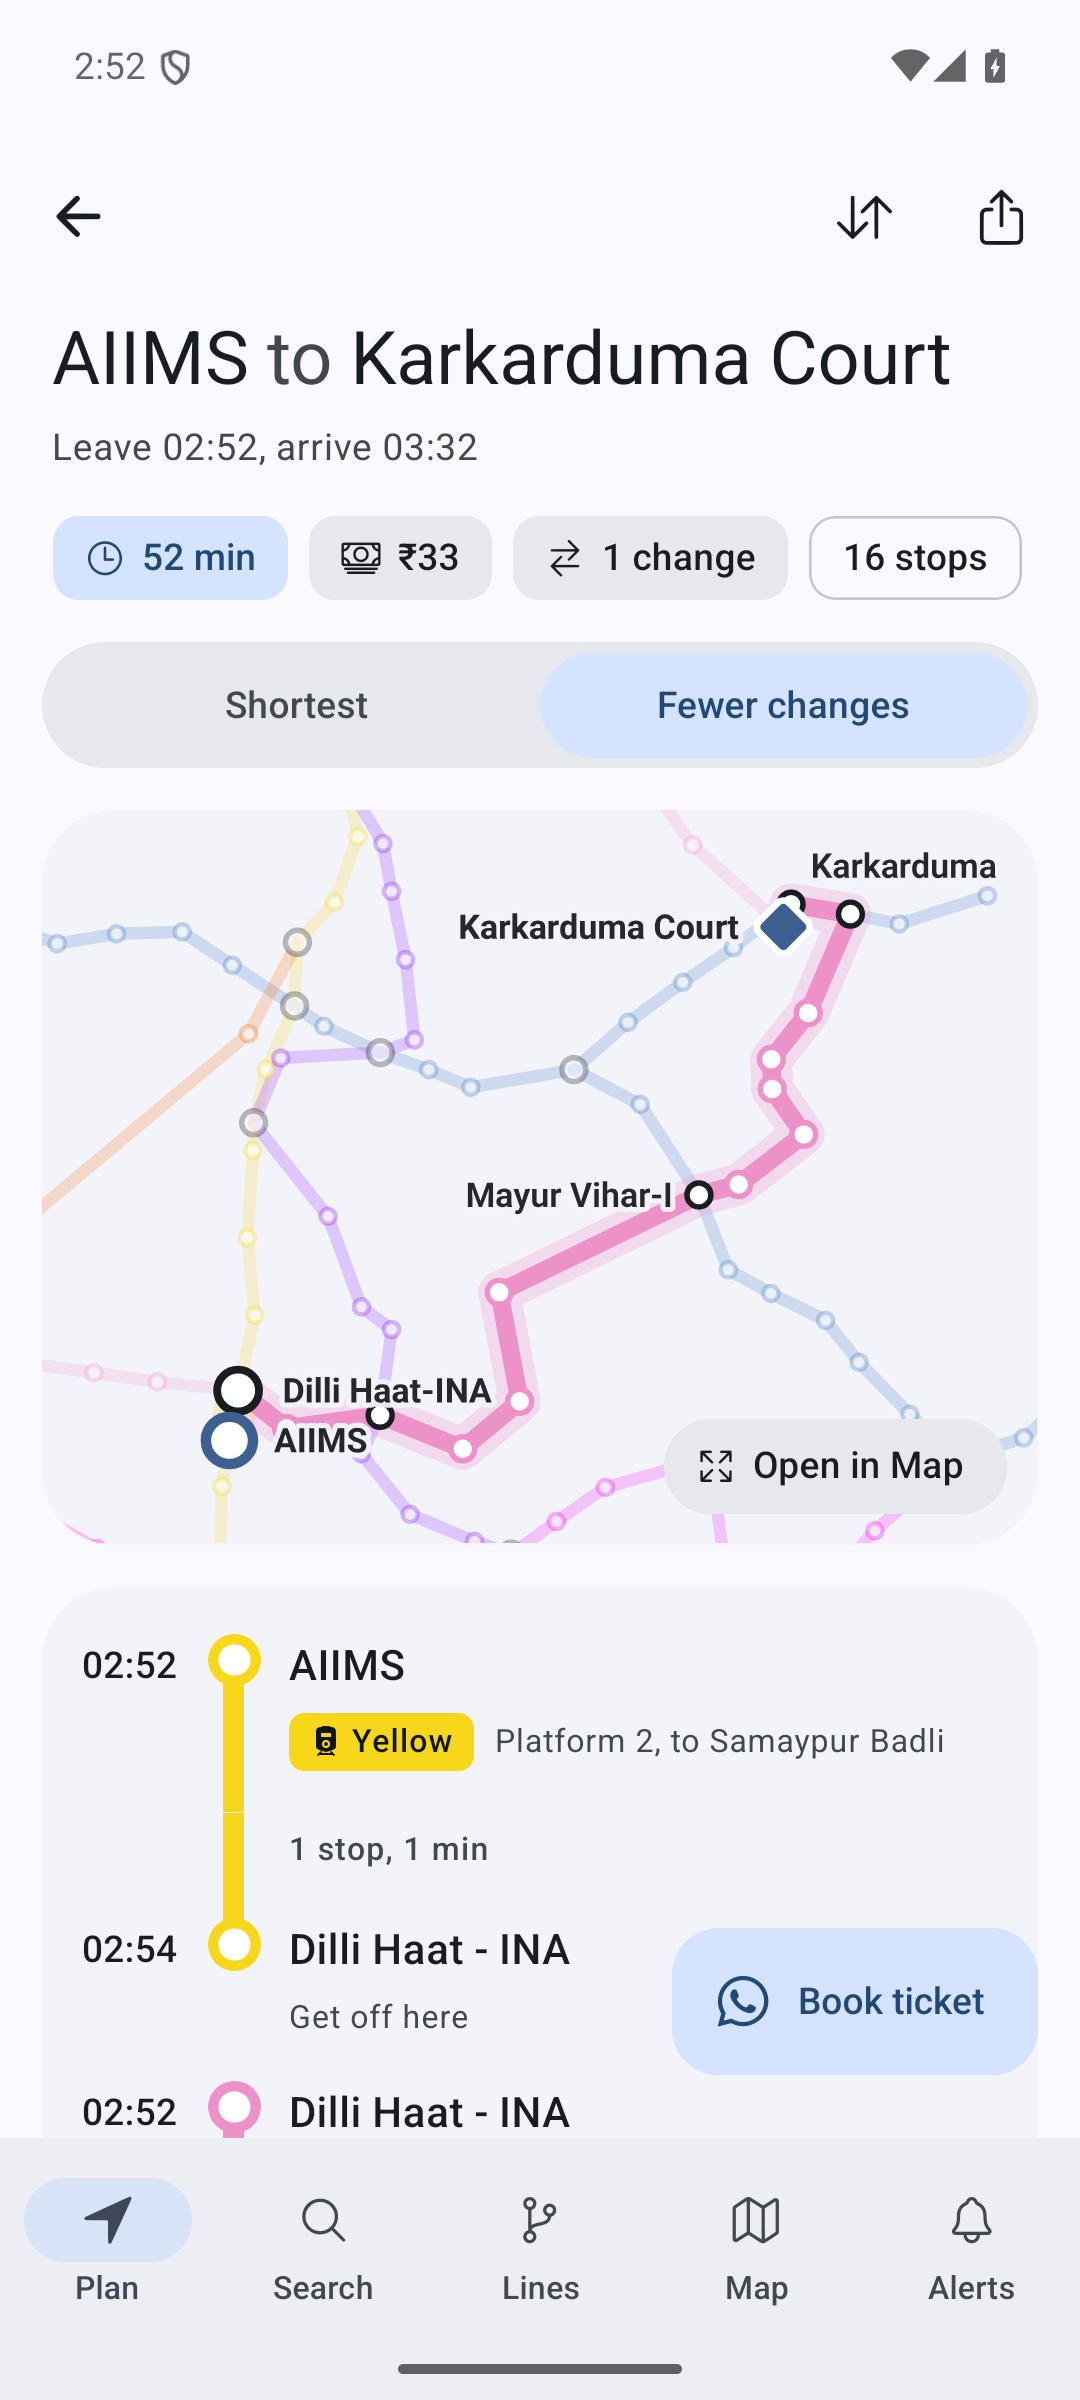 2:52
AIIMS to Karkarduma Court
Leave 02:52, arrive 03:32
52 min
₹33
1 change
16 stops
Shortest
Fewer changes
Karkarduma
Karkarduma Court
Mayur Vihar-I
Dilli Haat-INA
AIIMS
Open in Map
02:52
AIIMS
Yellow
Platform 2, to Samaypur Badli
1 stop, 1 min
02:54
Dilli Haat - INA
Get off here
Book ticket
02:52
Dilli Haat - INA
Plan
Search
Lines
Map
Alerts